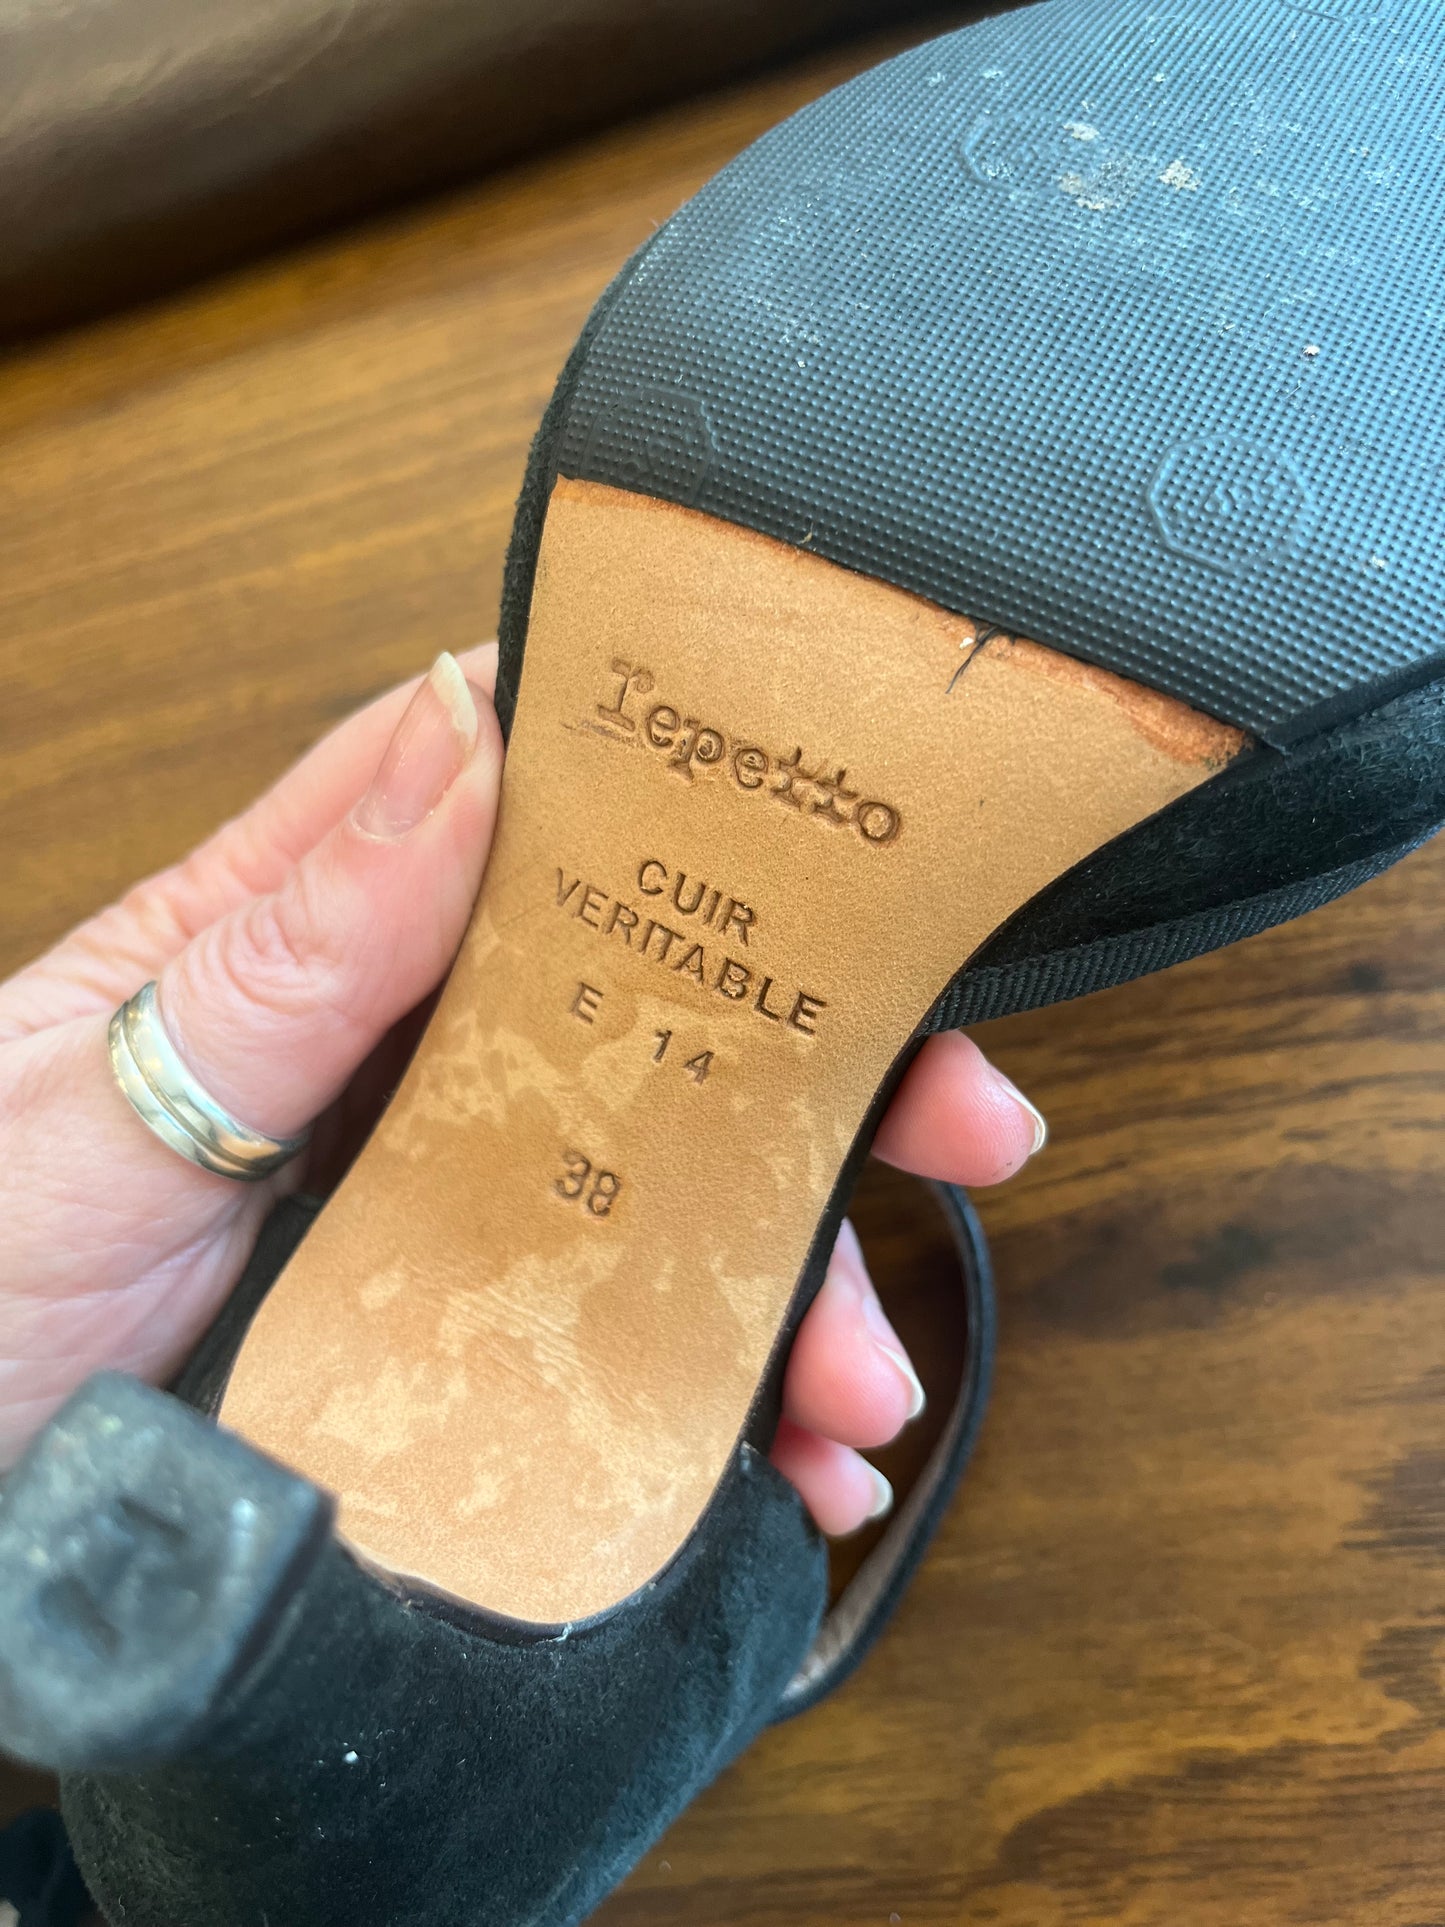 repetto
CUIR
VERITABLE
E 14
38